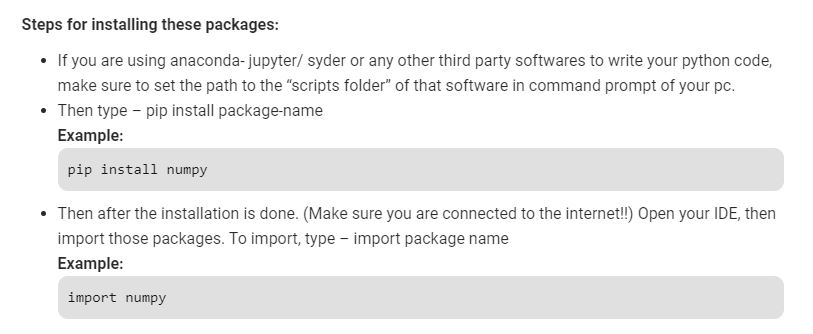 Steps for installing these packages:
If you are using anaconda- jupyter/ syder or any other third party softwares to write your python code,
make sure to set the path to the “scripts folder” of that software in command prompt of your pc.
Then type – pip install package-name
Example:
pip install numpy
Then after the installation is done. (Make sure you are connected to the internet!!) Open your IDE, then
import those packages. To import, type – import package name
Example:
import numpy